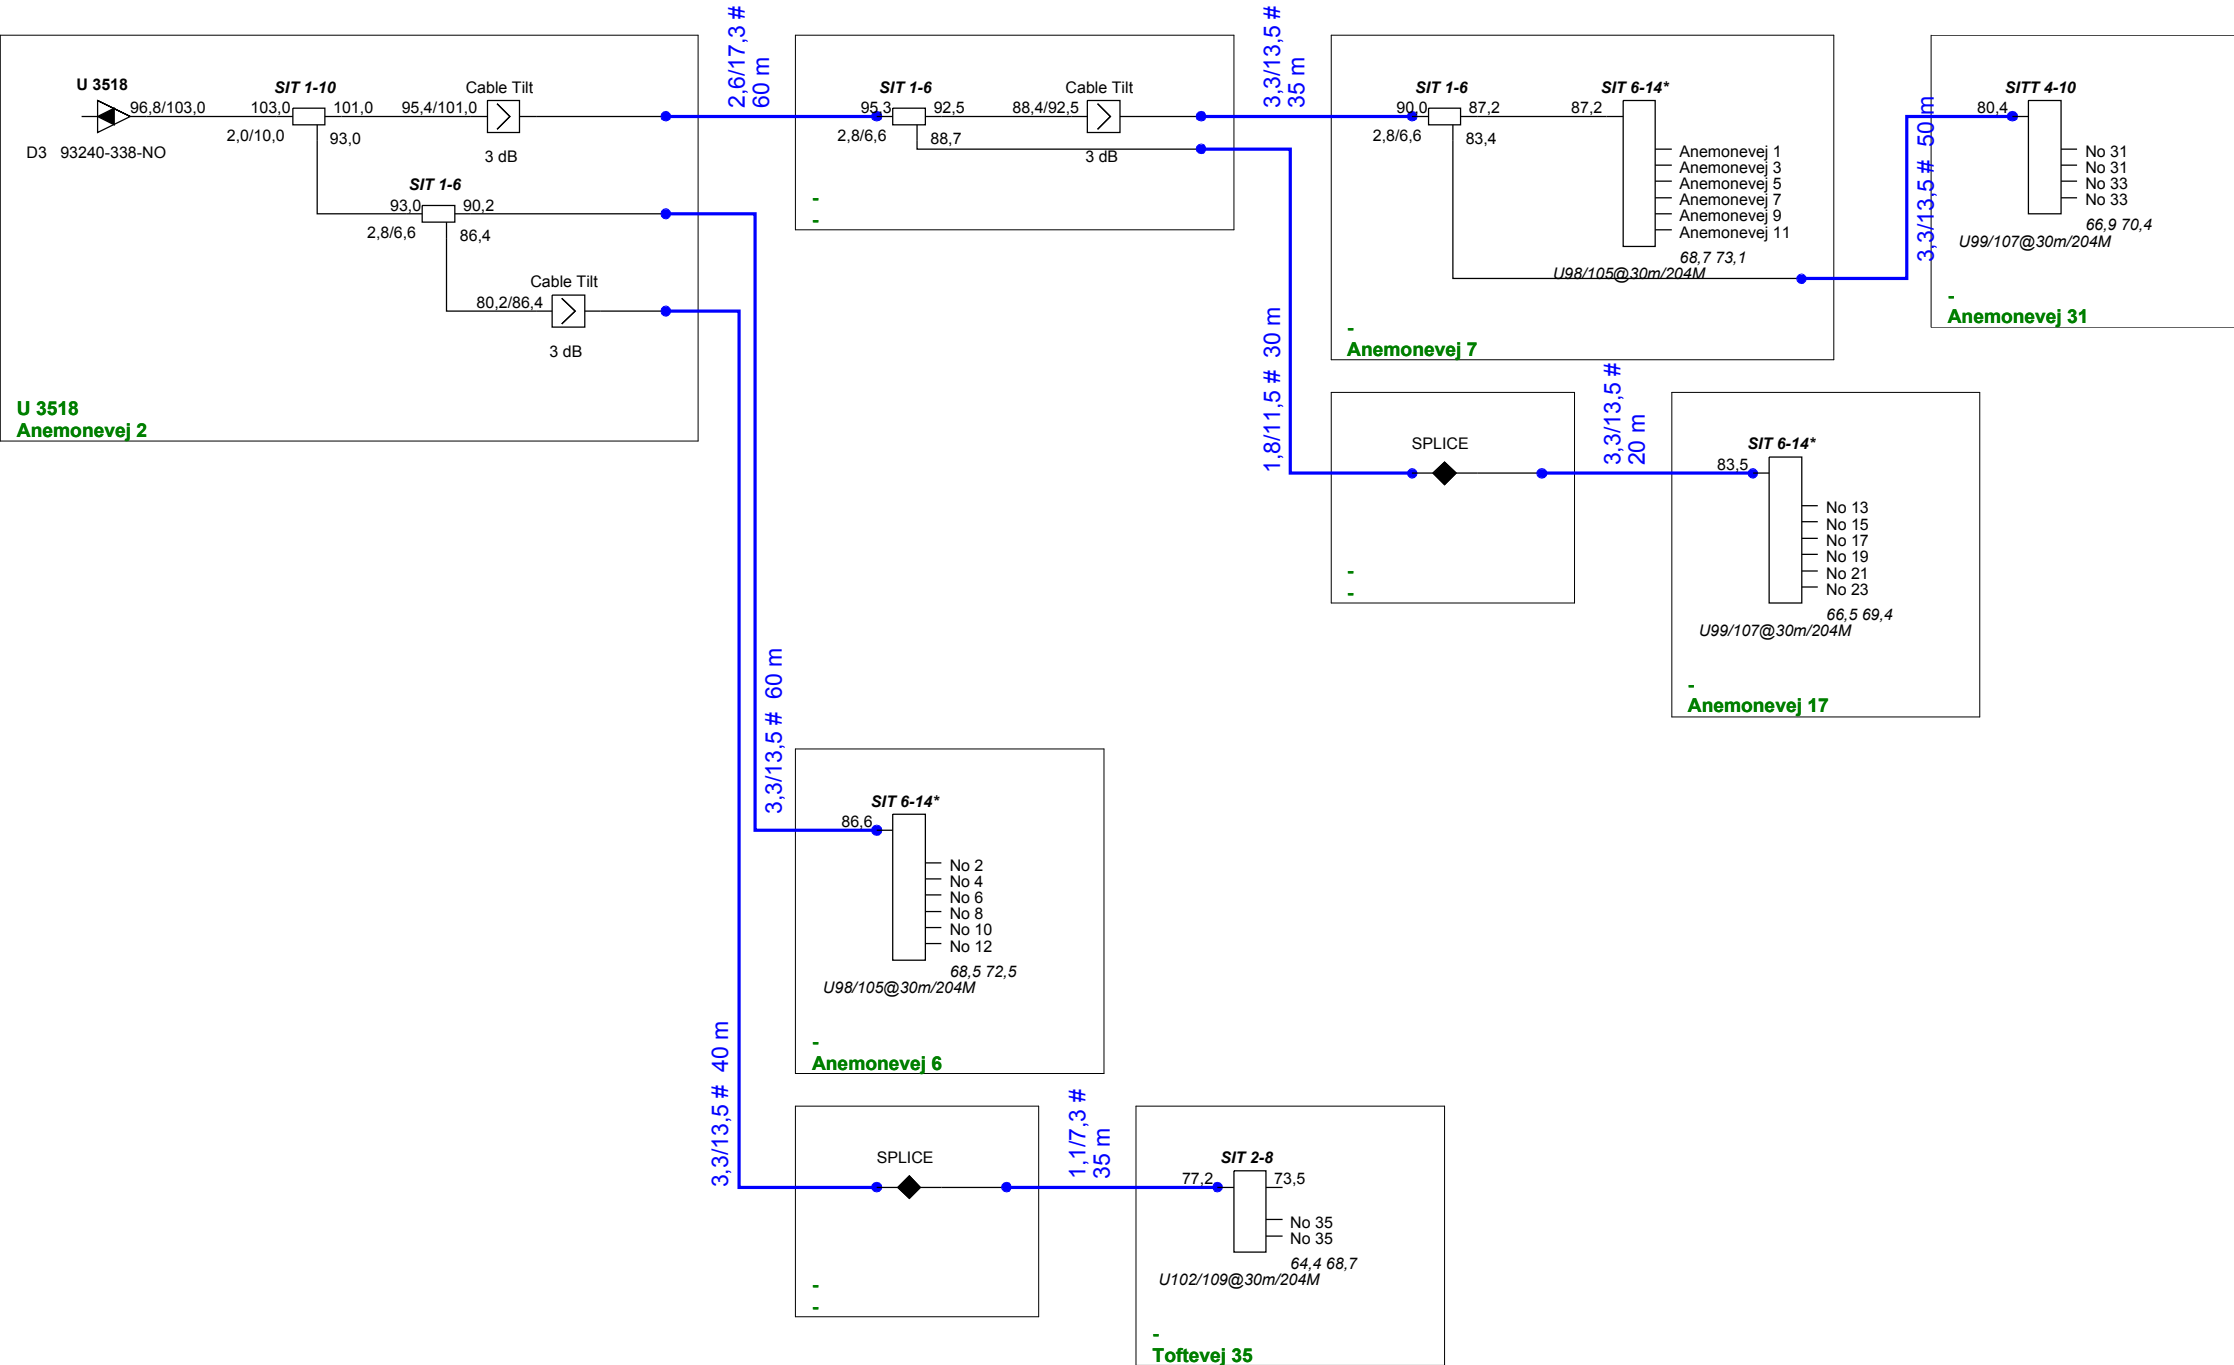 U 3518
96,8/103,0
D3 93240-338-NO
SIT 1-10
103,0
101,0
2,0/10,0
93,0
Cable Tilt
95,4/101,0
3 dB
SIT 1-6
93,0
90,2
2,8/6,6
86,4
Cable Tilt
80,2/86,4
3 dB
U 3518
Anemonevej 2
2,6/17,3 #
60 m
SIT 1-6
95,3
92,5
2,8/6,6
88,7
Cable Tilt
88,4/92,5
3 dB
-
-
3,3/13,5 #
35 m
SIT 1-6
90,0
87,2
2,8/6,6
83,4
SIT 6-14*
87,2
Anemonevej 1
Anemonevej 3
Anemonevej 5
Anemonevej 7
Anemonevej 9
Anemonevej 11
68,7 73,1
U98/105@30m/204M
-
Anemonevej 7
3,3/13,5 # 50 m
SITT 4-10
80,4
No 31
No 31
No 33
No 33
66,9 70,4
U99/107@30m/204M
-
Anemonevej 31
1,8/11,5 # 30 m
SPLICE
-
-
3,3/13,5 #
20 m
SIT 6-14*
83,5
No 13
No 15
No 17
No 19
No 21
No 23
66,5 69,4
U99/107@30m/204M
-
Anemonevej 17
3,3/13,5 # 60 m
SIT 6-14*
86,6
No 2
No 4
No 6
No 8
No 10
No 12
68,5 72,5
U98/105@30m/204M
-
Anemonevej 6
3,3/13,5 # 40 m
SPLICE
-
-
1,1/7,3 #
35 m
SIT 2-8
77,2
73,5
No 35
No 35
64,4 68,7
U102/109@30m/204M
-
Toftevej 35